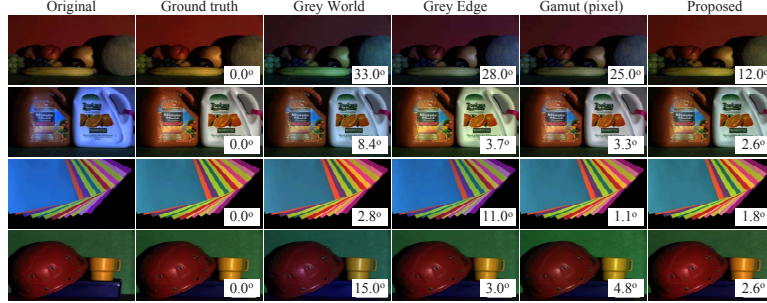 Original Ground truth Grey World Grey Edge Gamut (pixel) Proposed
0.0° 33.0° 28.0° 25.0° 12.0°
0.0° 8.4° 3.7° 3.3° 2.6°
0.0° 2.8° 11.0° 1.1° 1.8°
0.0° 15.0° 3.0° 4.8° 2.6°